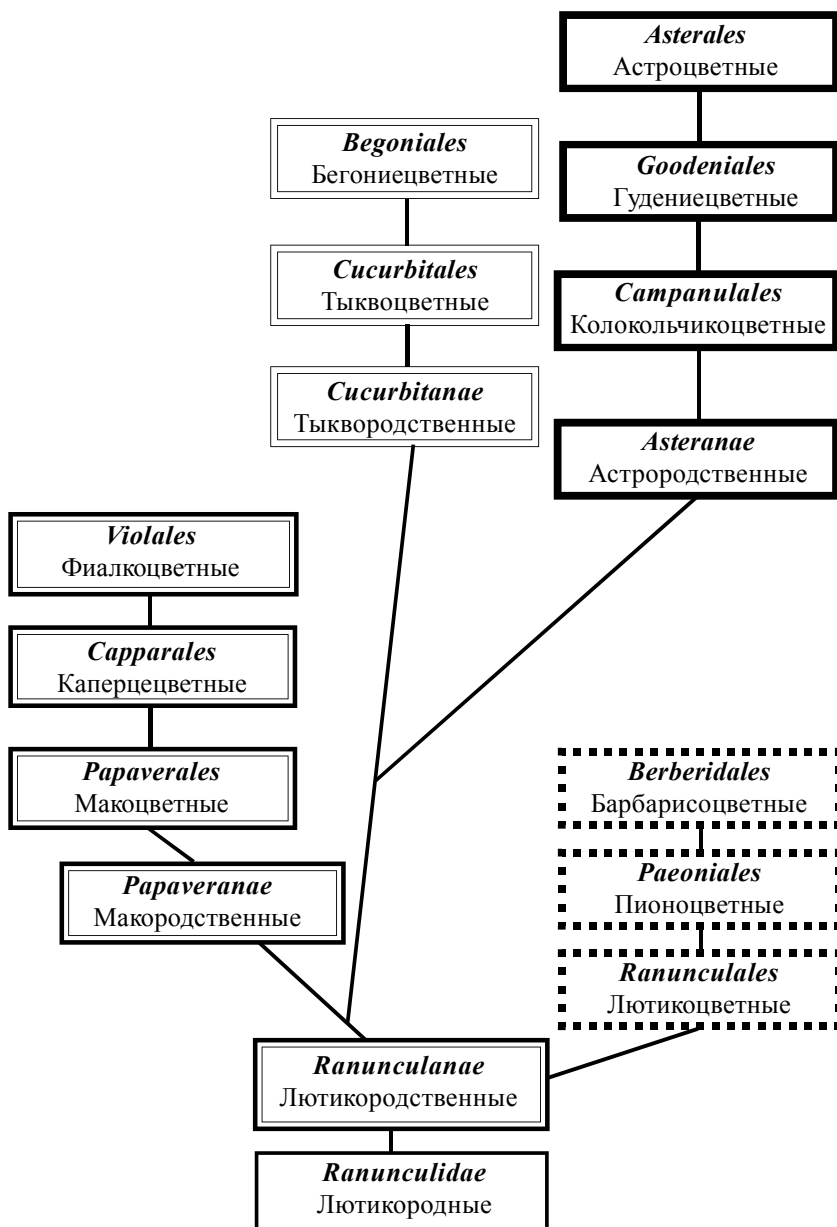 Asterales
Астроцветные
Begoniales
Бегониецветные
Goodeniales
Гудениецветные
Cucurbitales
Тыквоцветные
Campanulales
Колокольчикоцветные
Cucurbitanae
Тыквородственные
Asteranae
Астрородственные
Violales
Фиалкоцветные
Capparales
Каперцецветные
Papaverales
Макоцветные
Berberidales
Барбарисоцветные
Papaveranae
Макородственные
Paeoniales
Пионоцветные
Ranunculales
Лютикоцветные
Ranunculanae
Лютикородственные
Ranunculidae
Лютикородные